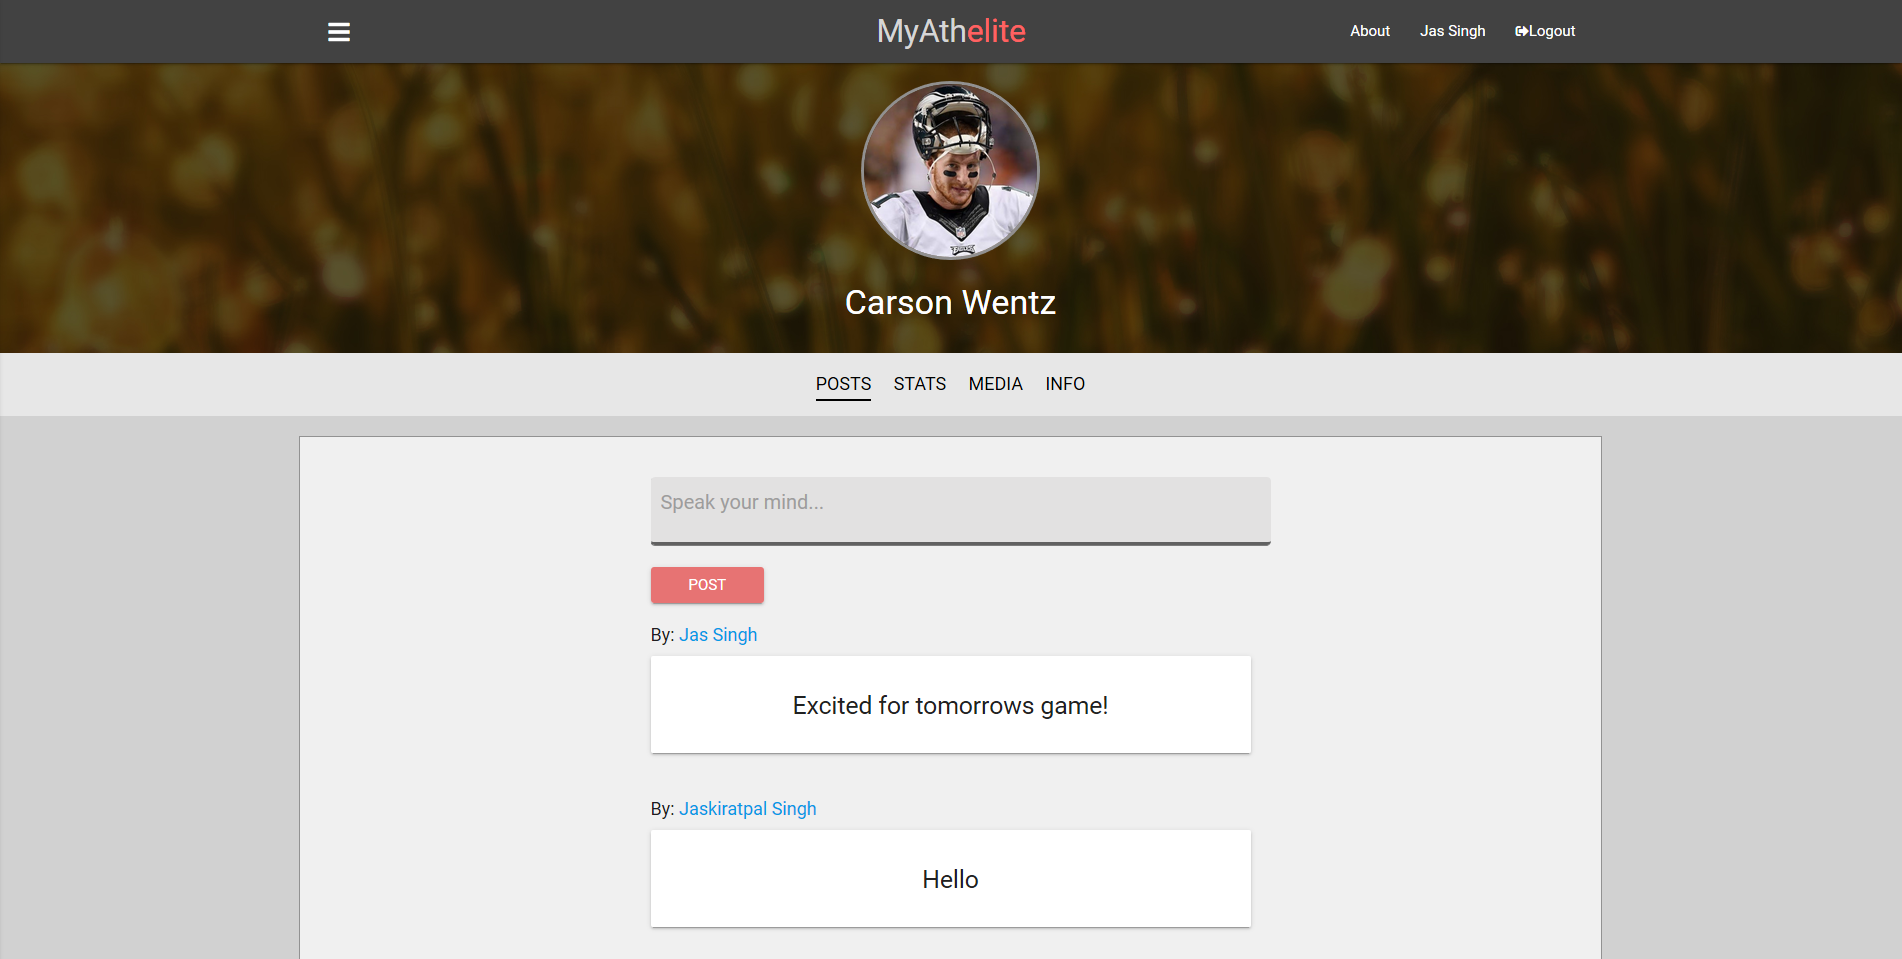 MyAthelite
About
Jas Singh
Logout
Carson Wentz
POSTS STATS MEDIA INFO
Speak your mind...
POST
By: Jas Singh
Excited for tomorrows game!
By: Jaskiratpal Singh
Hello